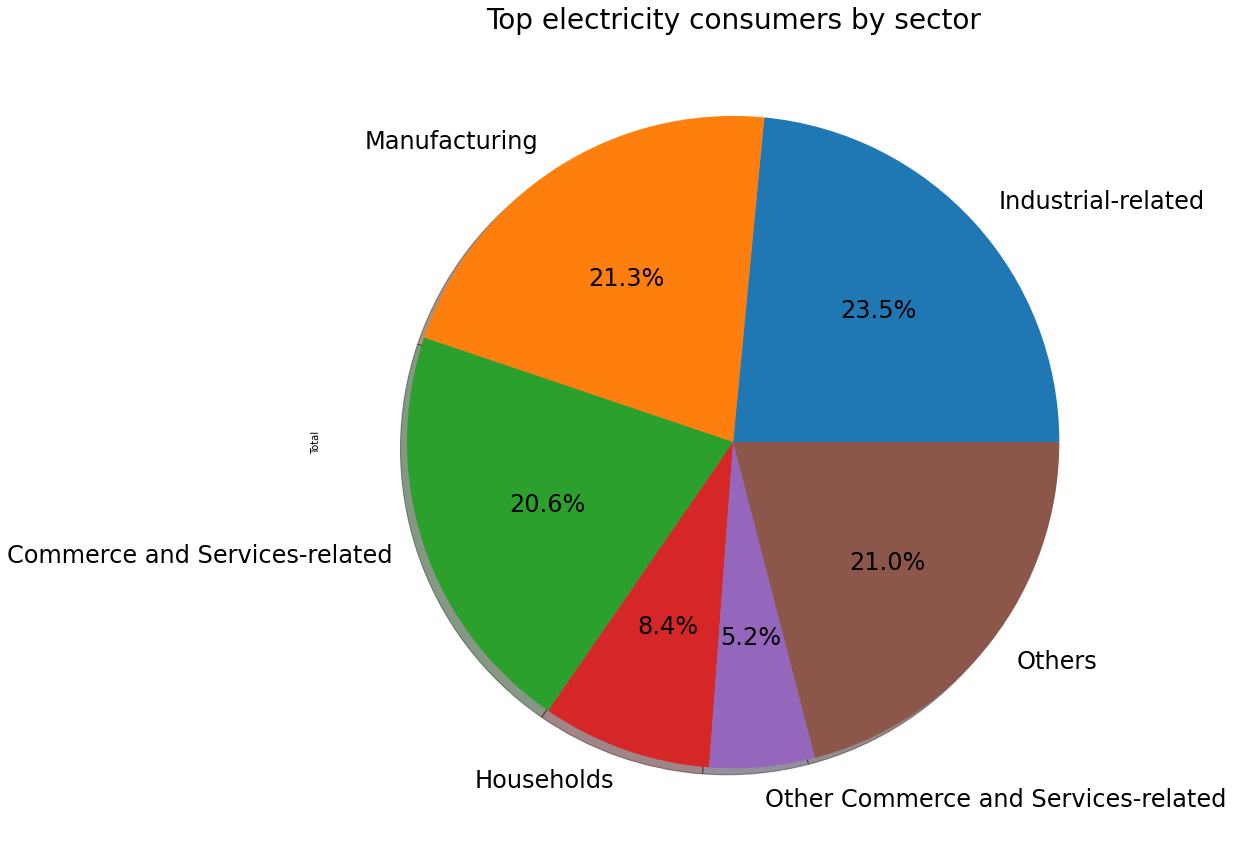 Top electricity consumers by sector
Manufacturing
Industrial-related
21.3%
23.5%
Total
20.6%
Commerce and Services-related
21.0%
8.4%
5.2%
Others
Households
Other Commerce and Services-related